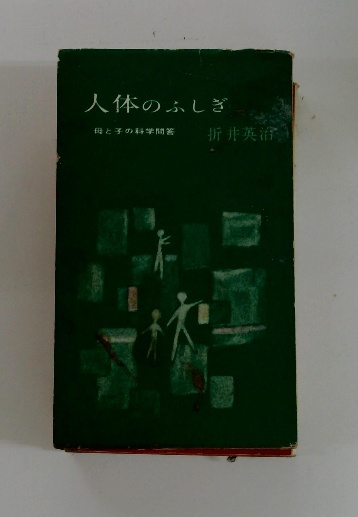 人体のふしぎ
母と子の科学問答
折井英治